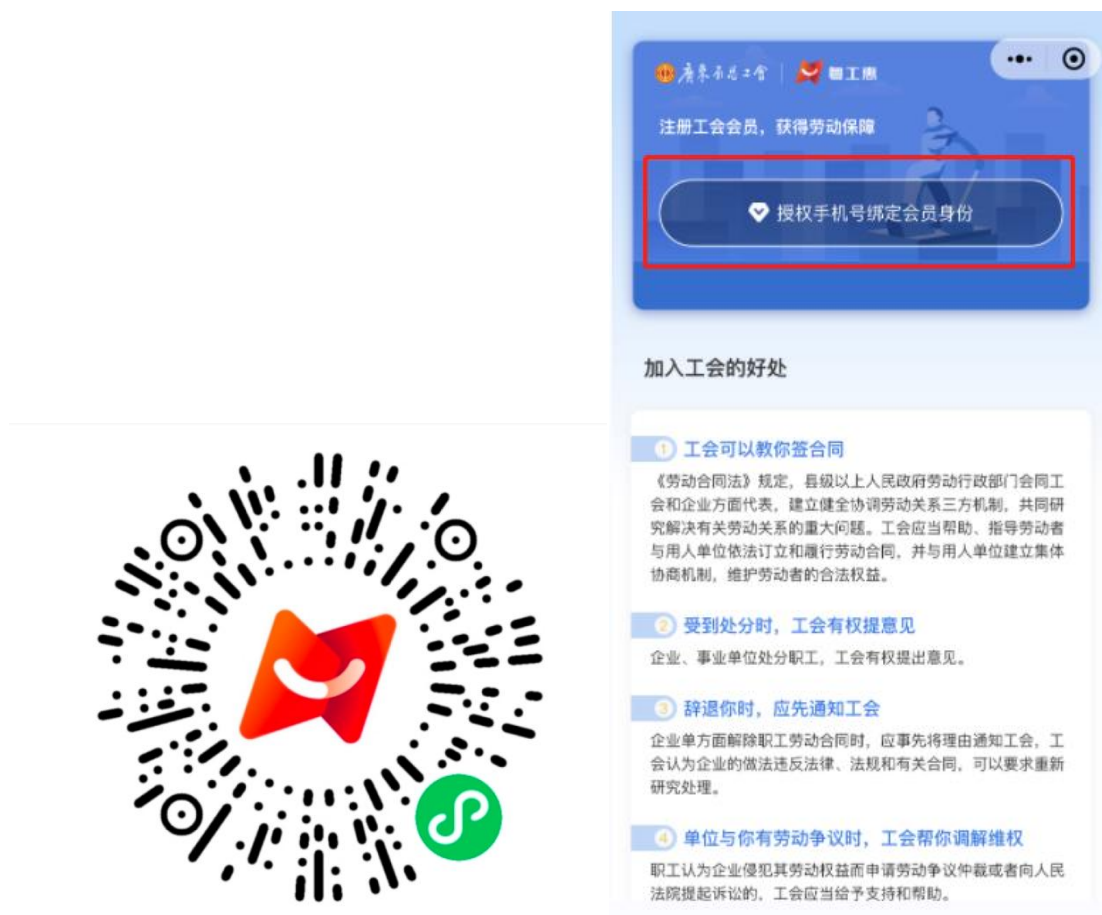 廣東省总工會
粤工惠
注册工会会员，获得劳动保障
授权手机号绑定会员身份
加入工会的好处
1 工会可以教你签合同
《劳动合同法》规定，县级以上人民政府劳动行政部门会同工
会和企业方面代表，建立健全协调劳动关系三方机制，共同研
究解决有关劳动关系的重大问题。工会应当帮助、指导劳动者
与用人单位依法订立和履行劳动合同，并与用人单位建立集体
协商机制，维护劳动者的合法权益。
2 受到处分时，工会有权提意见
企业、事业单位处分职工，工会有权提出意见。
3 辞退你时，应先通知工会
企业单方面解除职工劳动合同时，应事先将理由通知工会，工
会认为企业的做法违反法律、法规和有关合同，可以要求重新
研究处理。
4 单位与你有劳动争议时，工会帮你调解维权
职工认为企业侵犯其劳动权益而申请劳动争议仲裁或者向人民
法院提起诉讼的，工会应当给予支持和帮助。